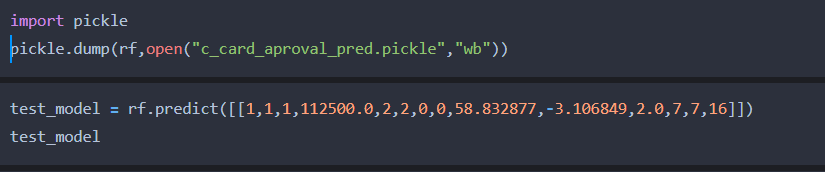 import pickle
pickle.dump(rf,open("c_card_aproval_pred.pickle","wb"))
test_model = rf.predict([[1,1,1,112500.0,2,2,0,0,58.832877,-3.106849,2.0,7,7,16]])
test_model